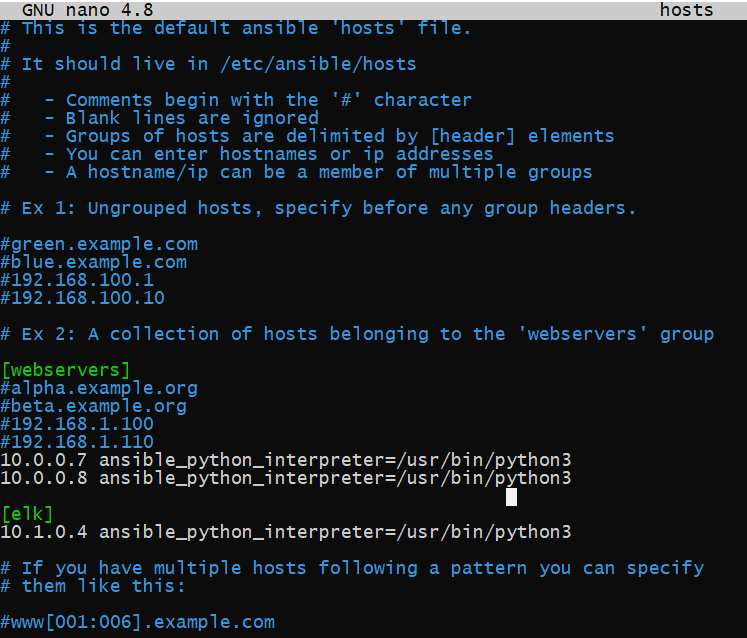 GNU nano 4.8 hosts
# This is the default ansible 'hosts' file.
#
# It should live in /etc/ansible/hosts
#
#   - Comments begin with the '#' character
#   - Blank lines are ignored
#   - Groups of hosts are delimited by [header] elements
#   - You can enter hostnames or ip addresses
#   - A hostname/ip can be a member of multiple groups
# Ex 1: Ungrouped hosts, specify before any group headers.
#green.example.com
#blue.example.com
#192.168.100.1
#192.168.100.10
# Ex 2: A collection of hosts belonging to the 'webservers' group
[webservers]
#alpha.example.org
#beta.example.org
#192.168.1.100
#192.168.1.110
10.0.0.7 ansible_python_interpreter=/usr/bin/python3
10.0.0.8 ansible_python_interpreter=/usr/bin/python3
[elk]
10.1.0.4 ansible_python_interpreter=/usr/bin/python3
# If you have multiple hosts following a pattern you can specify
# them like this:
#www[001:006].example.com